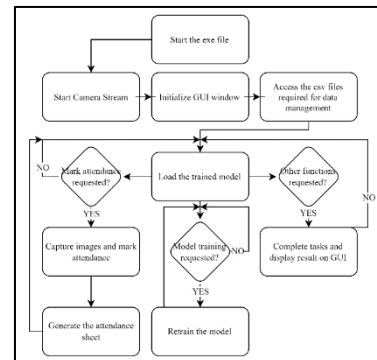 Start the exe file
Start Camera Stream
Initialize GUI window
Access the csv files
required for data
management
NO
Mark attendance
requested?
Load the trained model
Other functions
requested?
NO
YES
YES
Capture images and mark
attendance
Model training
requested?
NO
Complete tasks and
display result on GUI
YES
Generate the attendance
sheet
Retrain the model